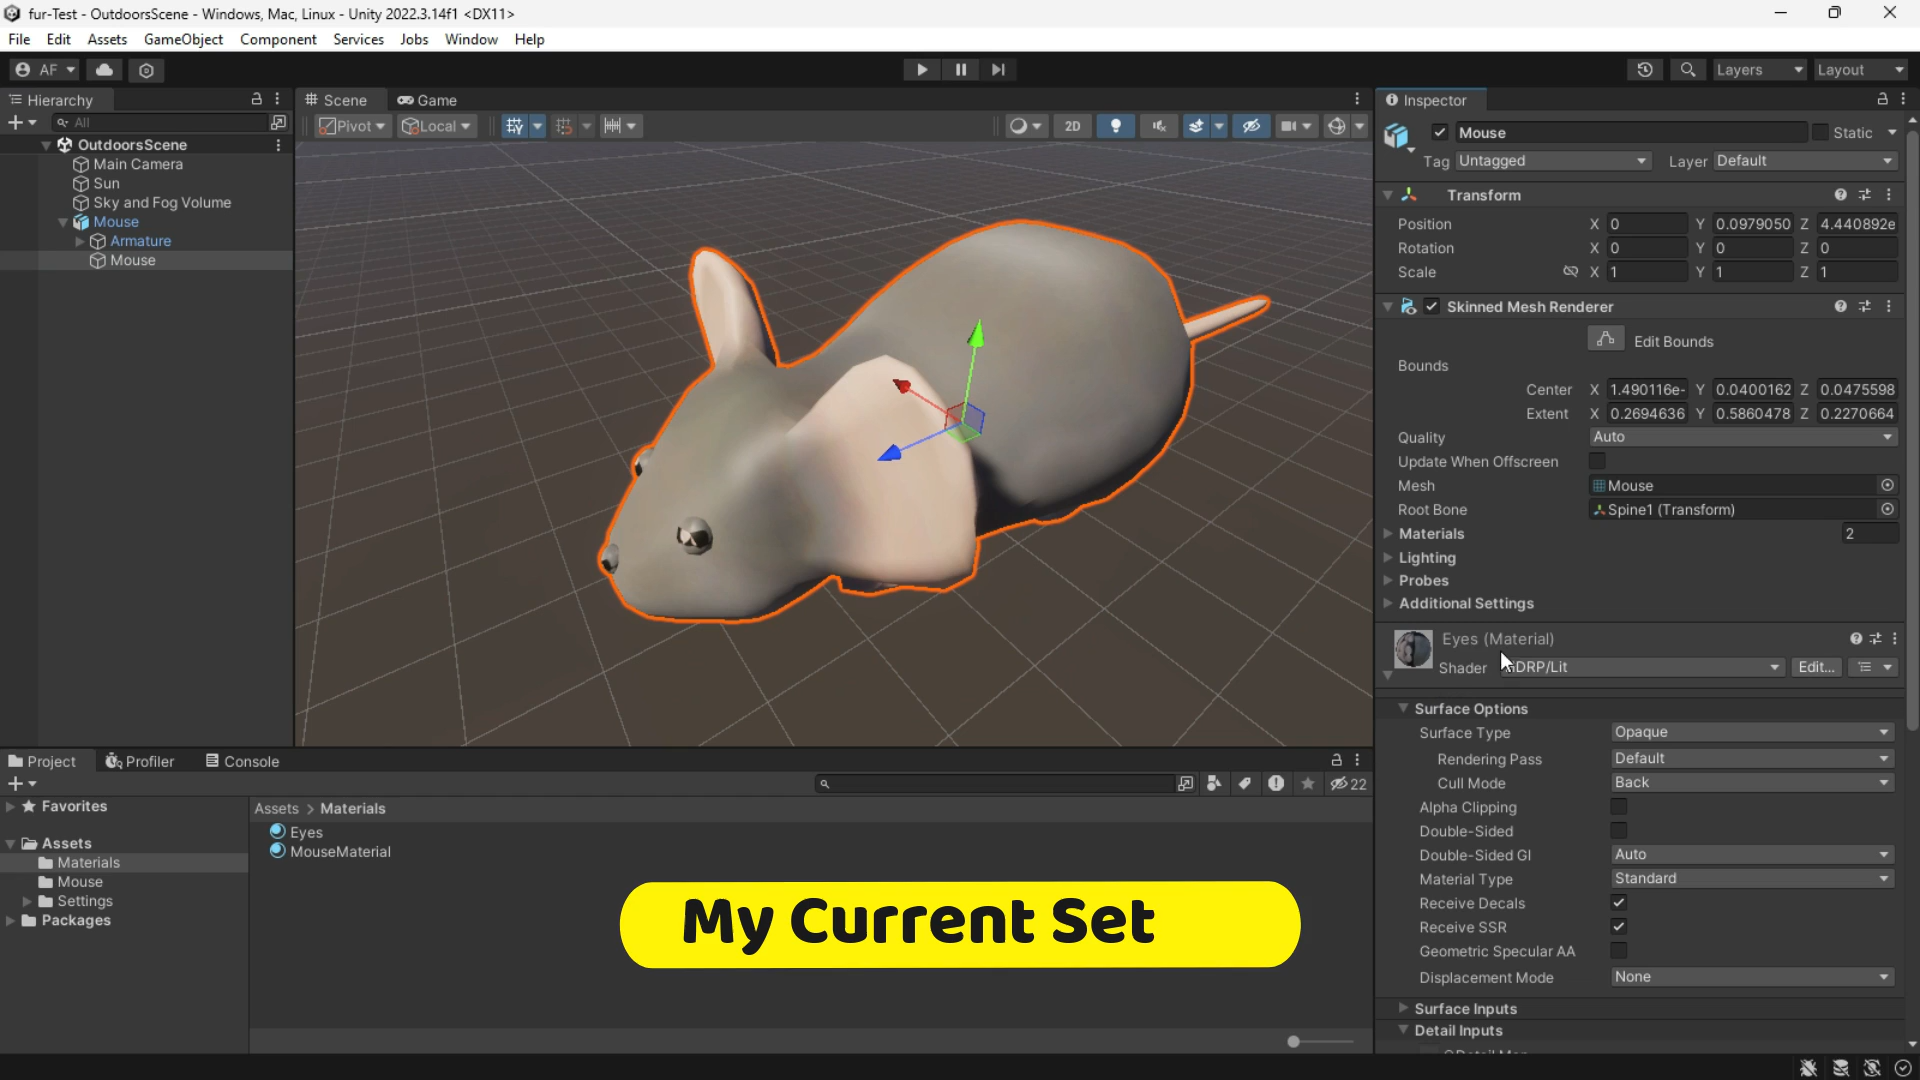 fur-Test - OutdoorsScene - Windows, Mac, Linux - Unity 2022.3.14f1 <DX11>
File Edit Assets GameObject Component Services Jobs Window Help
AF
Layers
Layout
Hierarchy
All
OutdoorsScene
Main Camera
Sun
Sky and Fog Volume
Mouse
Armature
Mouse
Scene
Game
Pivot
Local
2D
Inspector
Mouse
Static
Tag Untagged
Layer Default
Transform
Position X 0 Y 0.0979050 Z 4.440892e
Rotation X 0 Y 0 Z 0
Scale X 1 Y 1 Z 1
Skinned Mesh Renderer
Edit Bounds
Bounds
Center X 1.490116e- Y 0.0400162 Z 0.0475598
Extent X 0.2694636 Y 0.5860478 Z 0.2270664
Quality Auto
Update When Offscreen
Mesh Mouse
Root Bone Spine1 (Transform)
Materials 2
Lighting
Probes
Additional Settings
Eyes (Material)
Shader DRP/Lit Edit...
Surface Options
Surface Type Opaque
Rendering Pass Default
Cull Mode Back
Alpha Clipping
Double-Sided
Double-Sided GI Auto
Material Type Standard
Receive Decals
Receive SSR
Geometric Specular AA
Displacement Mode None
Surface Inputs
Detail Inputs
Project
Profiler
Console
22
Favorites
Assets
Materials
Mouse
Settings
Packages
Assets > Materials
Eyes
MouseMaterial
My Current Set